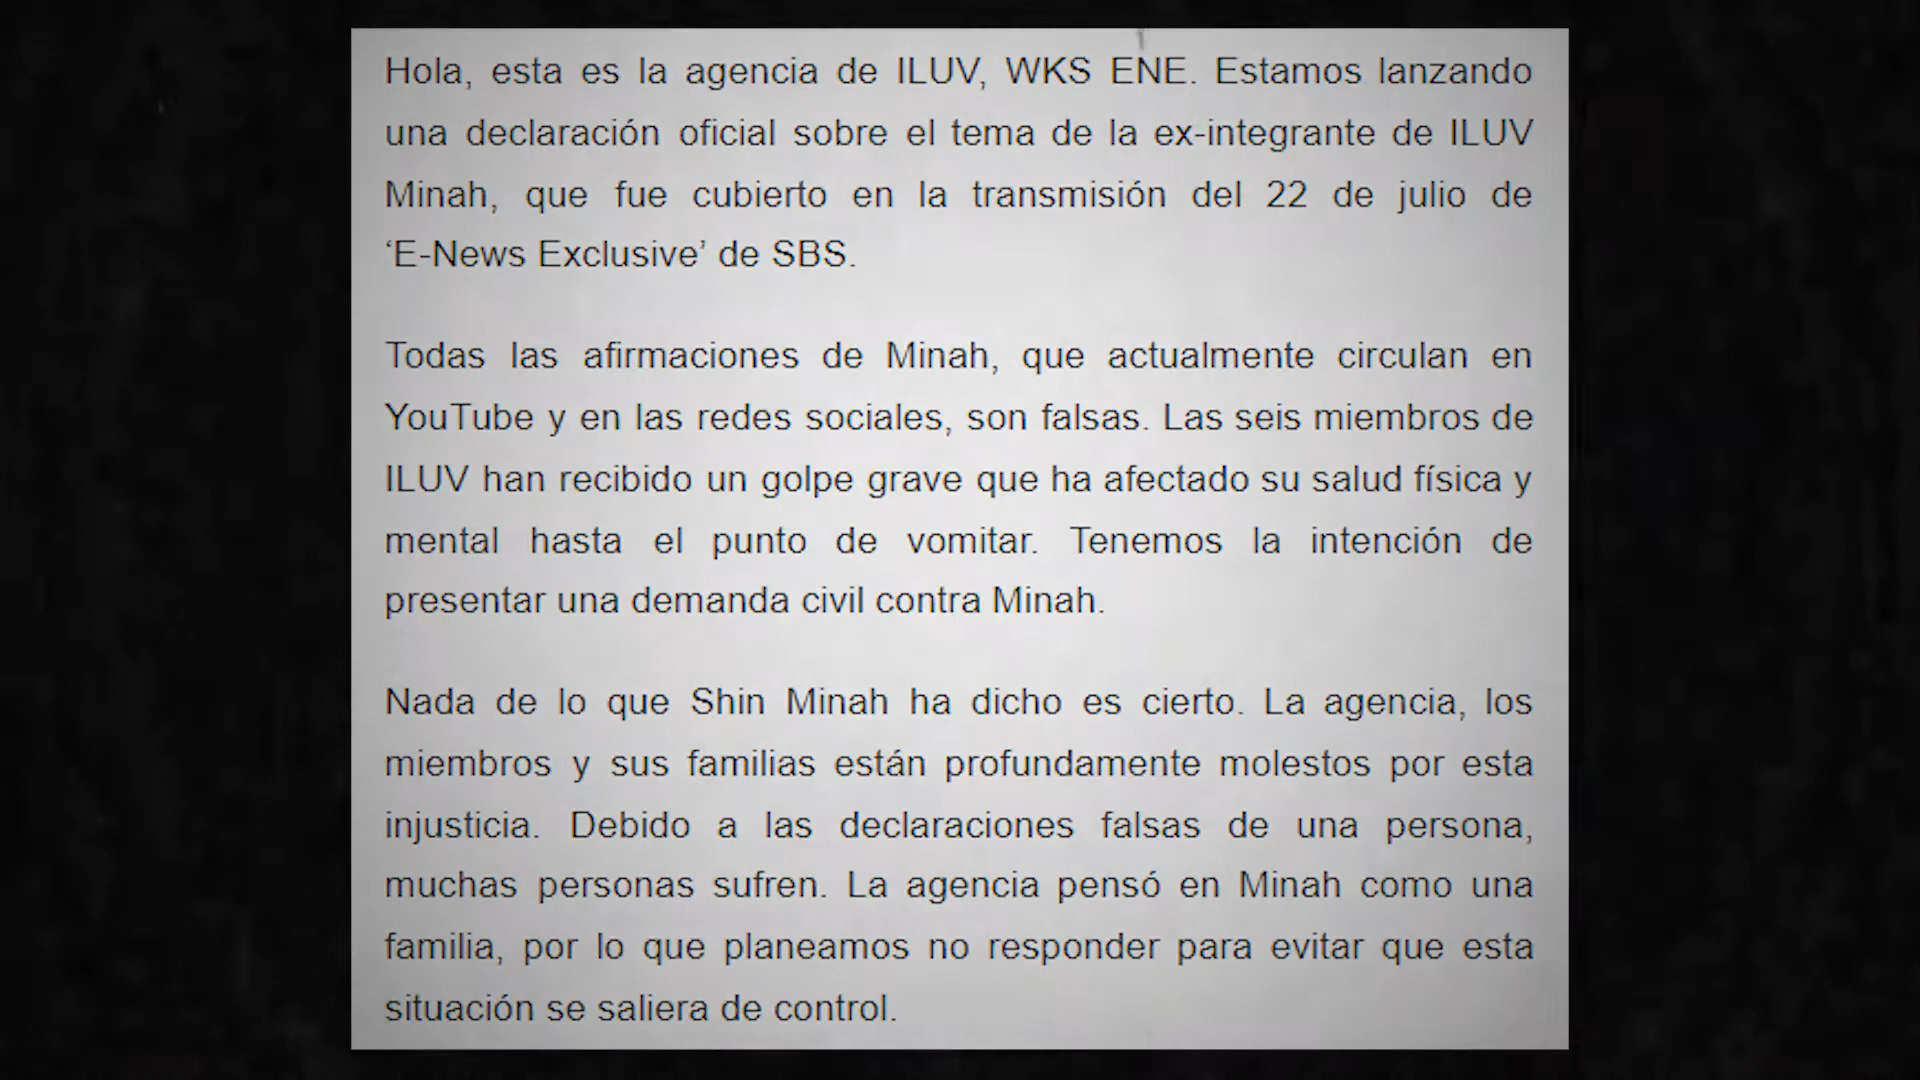 Hola, esta es la agencia de ILUV, WKS ENE. Estamos lanzando
una declaración oficial sobre el tema de la ex-integrante de ILUV
Minah, que fue cubierto en la transmisión del 22 de julio de
‘E-News Exclusive’ de SBS.
Todas las afirmaciones de Minah, que actualmente circulan en
YouTube y en las redes sociales, son falsas. Las seis miembros de
ILUV han recibido un golpe grave que ha afectado su salud física y
mental hasta el punto de vomitar. Tenemos la intención de
presentar una demanda civil contra Minah.
Nada de lo que Shin Minah ha dicho es cierto. La agencia, los
miembros y sus familias están profundamente molestos por esta
injusticia. Debido a las declaraciones falsas de una persona,
muchas personas sufren. La agencia pensó en Minah como una
familia, por lo que planeamos no responder para evitar que esta
situación se saliera de control.